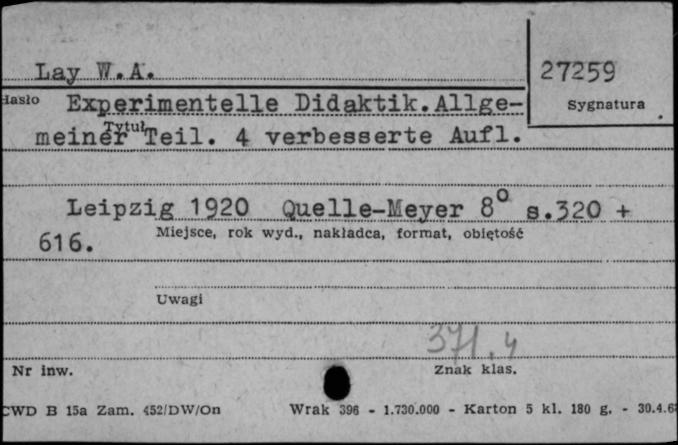 Lay W.A.
27259
Hasło Experimentelle Didaktik.Allge-
Sygnatura
Tytuł
meiner Teil. 4 verbesserte Aufl.
Leipzig 1920 Quelle-Meyer 8° s.320 +
616.
Miejsce, rok wyd., nakładca, format, obiętość
Uwagi
371.4
Nr inw.
Znak klas.
CWD B 15a Zam. 452/DW/On Wrak 396 - 1.730.000 - Karton 5 kl. 180 g. - 30.4.6